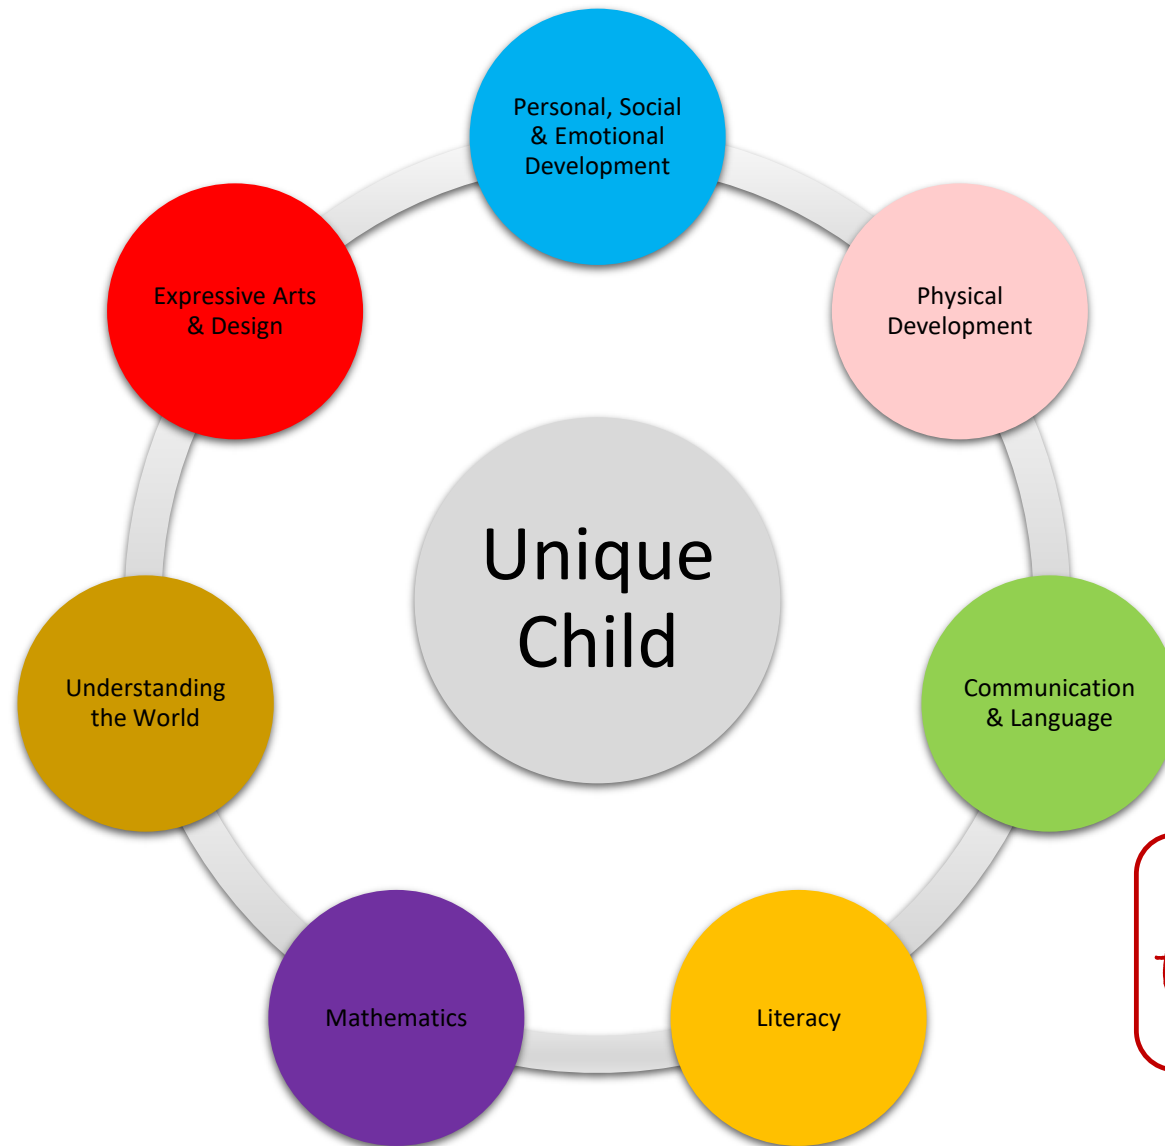 Personal, Social
& Emotional
Development
Expressive Arts
& Design
Physical
Development
Unique
Child
Understanding
the World
Communication
& Language
Mathematics
Literacy